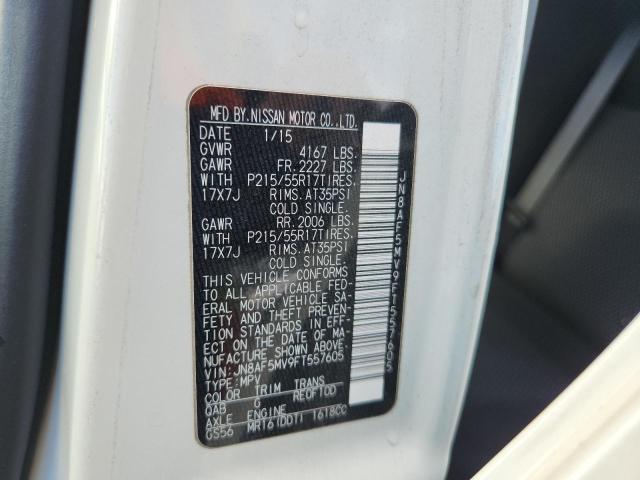 MFD BY NISSAN MOTOR CO.,LTD.
DATE 1/15
GVWR 4167 LBS.
GAWR FR. 2227 LBS.
WITH P215/55R17TIRES,
17X7J RIMS, AT35PSI
COLD SINGLE.
GAWR RR. 2006 LBS.
WITH P215/55R17TIRES,
17X7J RIMS, AT35PSI
COLD SINGLE.
THIS VEHICLE CONFORMS
TO ALL APPLICABLE FED-
ERAL MOTOR VEHICLE SA-
FETY AND THEFT PREVEN-
TION STANDARDS IN EFF-
ECT ON THE DATE OF MA-
NUFACTURE SHOWN ABOVE.
VIN: JN8AF5MV9FT557605
TYPE: MPV
COLOR TRIM TRANS
QAB G RE0F10D
AXLE ENGINE
GS56 MR16(DDT) 1618CC
JN8AF5MV9FT557605